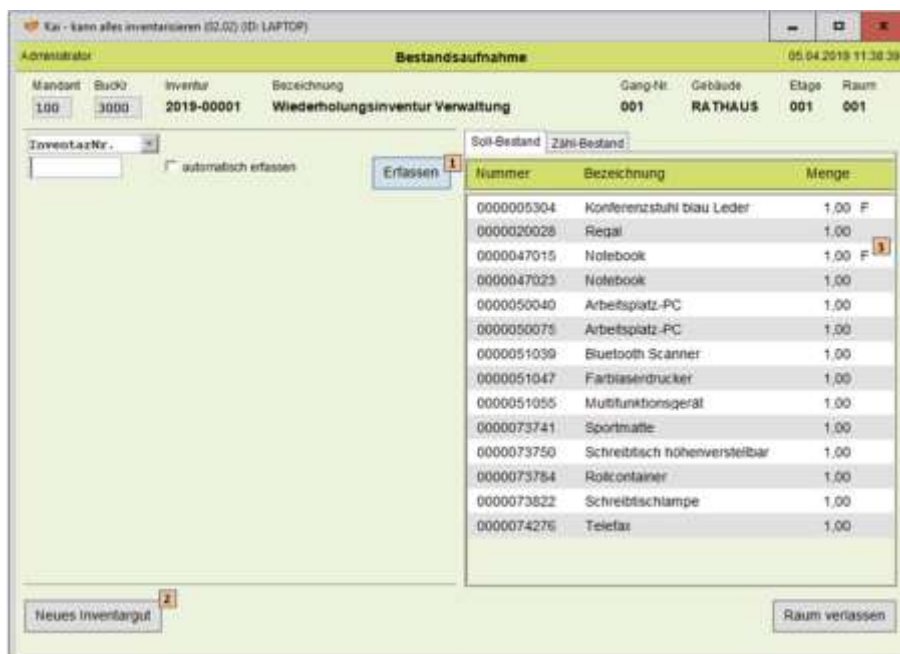 Kai - kann alles inventarisieren (02.02) (ID: LAPTOP)
Administrator Bestandsaufnahme 05.04.2019 11:38:39
Mandant BuchKr Inventur Bezeichnung Gang-Nr. Gebäude Etage Raum
100 3000 2019-00001 Wiederholungsinventur Verwaltung 001 RATHAUS 001 001
InventarNr.
automatisch erfassen
Erfassen 1
Soll-Bestand Zähl-Bestand
Nummer Bezeichnung Menge
0000005304 Konferenzstuhl blau Leder 1,00 F
0000020028 Regal 1,00
0000047015 Notebook 1,00 F 3
0000047023 Notebook 1,00
0000050040 Arbeitsplatz-PC 1,00
0000050075 Arbeitsplatz-PC 1,00
0000051039 Bluetooth Scanner 1,00
0000051047 Farblaserdrucker 1,00
0000051055 Multifunktionsgerät 1,00
0000073741 Sportmatte 1,00
0000073750 Schreibtisch höhenverstellbar 1,00
0000073784 Rollcontainer 1,00
0000073822 Schreibtischlampe 1,00
0000074276 Telefax 1,00
Neues Inventargut 2
Raum verlassen